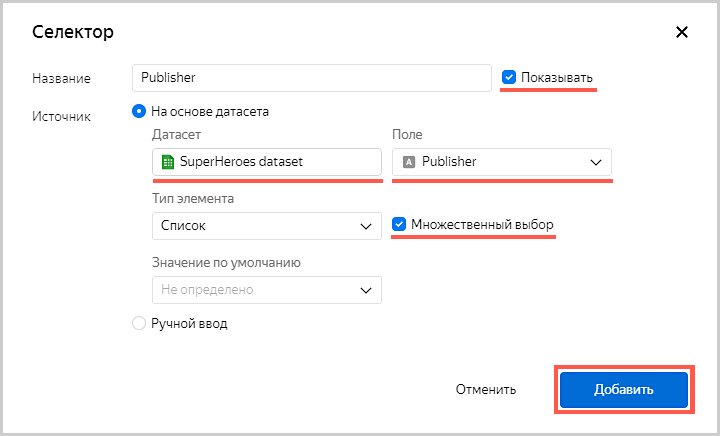 Селектор
Название
Publisher
Показывать
Источник
На основе датасета
Датасет
Поле
SuperHeroes dataset
A Publisher
Тип элемента
Список
Множественный выбор
Значение по умолчанию
Не определено
Ручной ввод
Отменить
Добавить